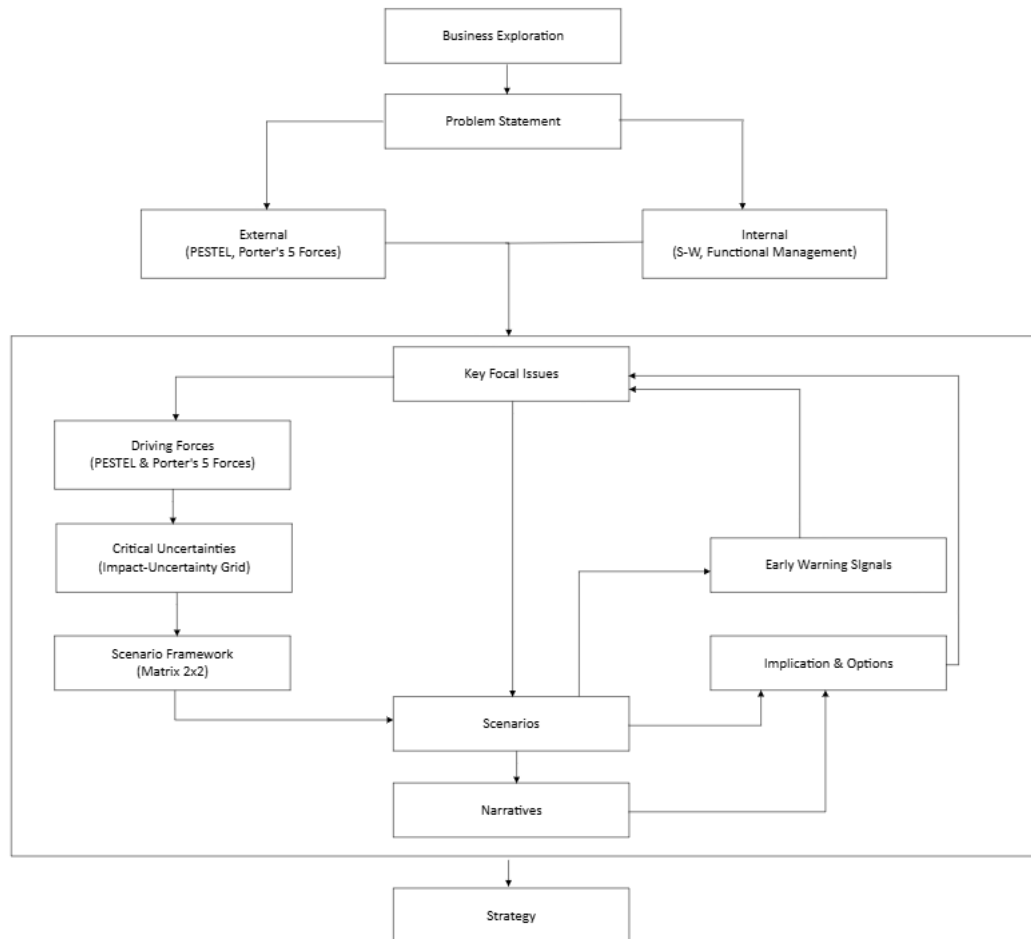 Business Exploration
Problem Statement
External
(PESTEL, Porter's 5 Forces)
Internal
(S-W, Functional Management)
Key Focal Issues
Driving Forces
(PESTEL & Porter's 5 Forces)
Critical Uncertainties
(Impact-Uncertainty Grid)
Early Warning SIgnals
Scenario Framework
(Matrix 2x2)
Implication & Options
Scenarios
Narratives
Strategy